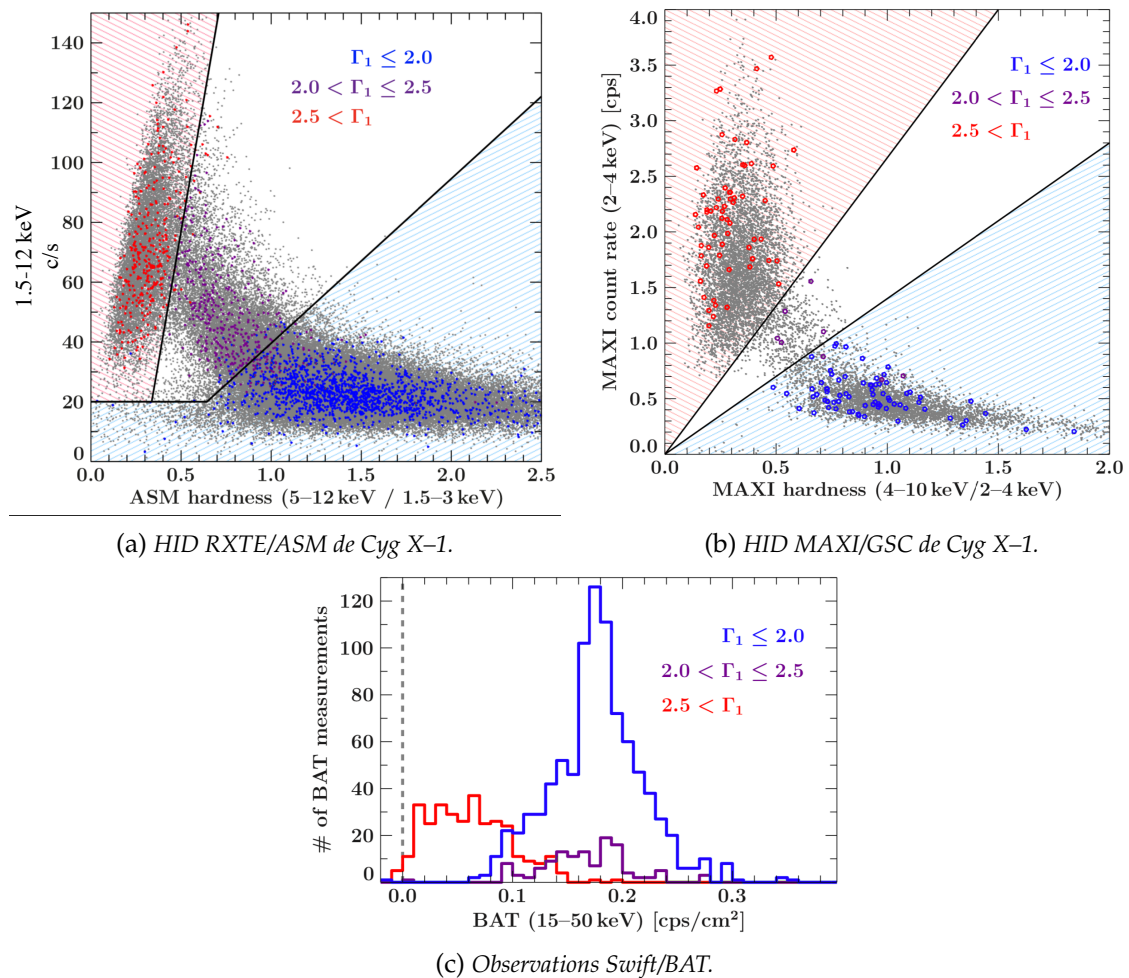 140
120
100
80
60
40
20
0
1.5-12 keV
c/s
Γ₁ ≤ 2.0
2.0 < Γ₁ ≤ 2.5
2.5 < Γ₁
0.0 0.5 1.0 1.5 2.0 2.5
ASM hardness (5–12 keV / 1.5–3 keV)
(a) HID RXTE/ASM de Cyg X–1.
4.0
3.5
3.0
2.5
2.0
1.5
1.0
0.5
0.0
MAXI count rate (2–4 keV) [cps]
Γ₁ ≤ 2.0
2.0 < Γ₁ ≤ 2.5
2.5 < Γ₁
0.0 0.5 1.0 1.5 2.0
MAXI hardness (4–10 keV/2–4 keV)
(b) HID MAXI/GSC de Cyg X–1.
120
100
80
60
40
20
0
# of BAT measurements
Γ₁ ≤ 2.0
2.0 < Γ₁ ≤ 2.5
2.5 < Γ₁
0.0 0.1 0.2 0.3
BAT (15–50 keV) [cps/cm²]
(c) Observations Swift/BAT.